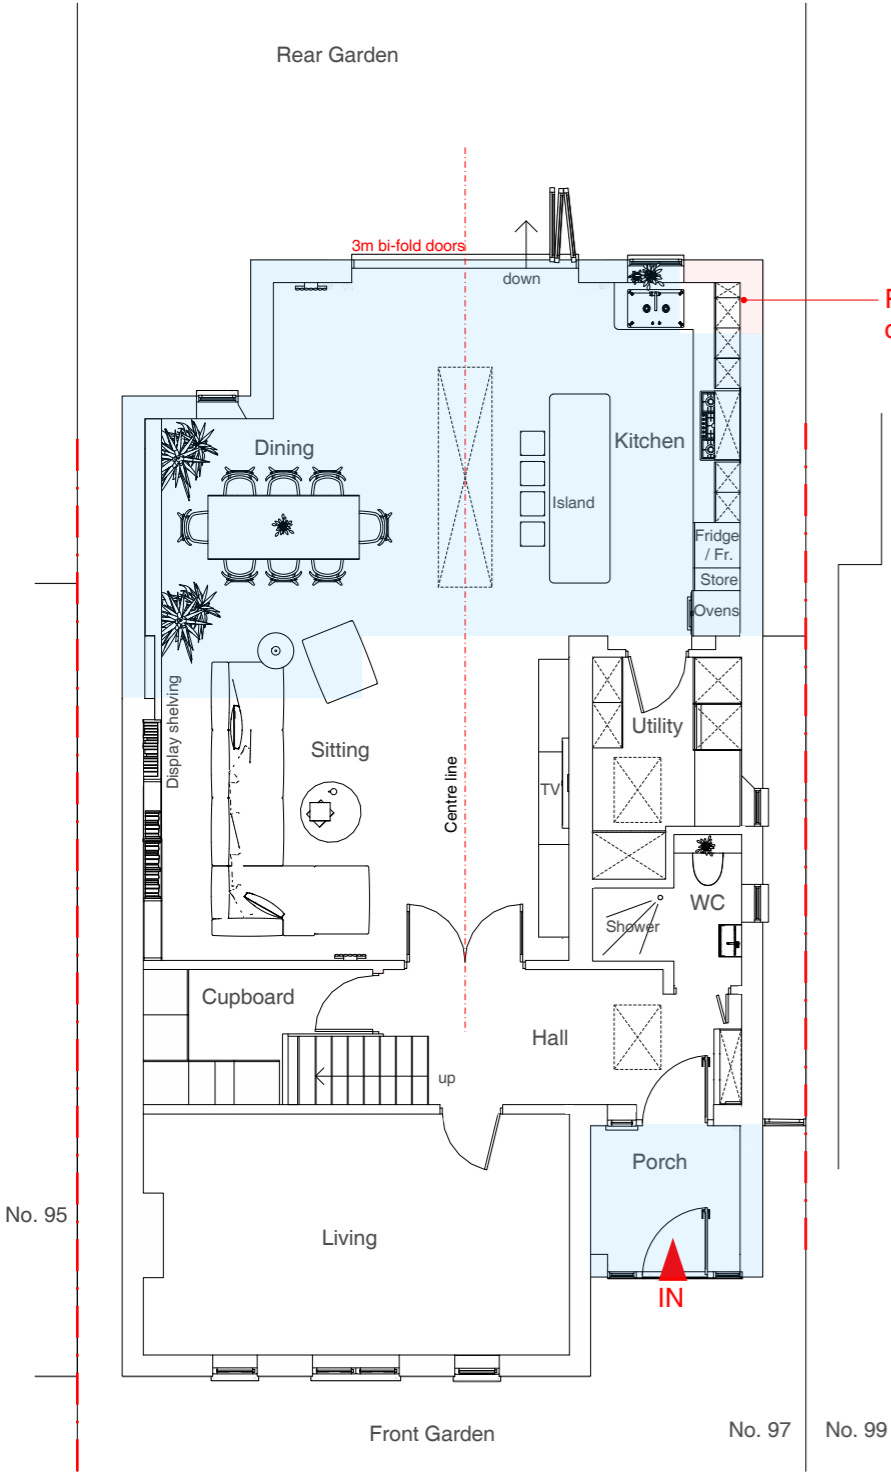 Rear Garden
3m bi-fold doors
down
Dining
Kitchen
Island
Fridge
/ Fr.
Store
Ovens
Display shelving
Sitting
Utility
TV
Centre line
WC
Shower
Cupboard
Hall
up
Porch
No. 95
Living
IN
Front Garden
No. 97
No. 99